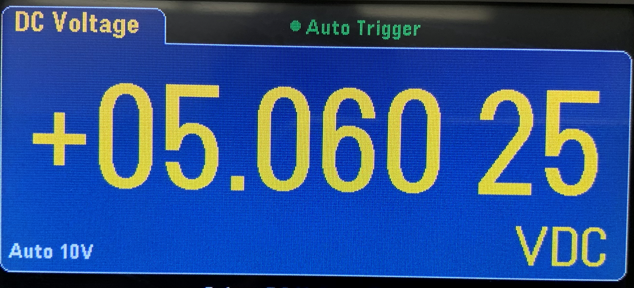 DC Voltage
Auto Trigger
+05.060 25
VDC
Auto 10V